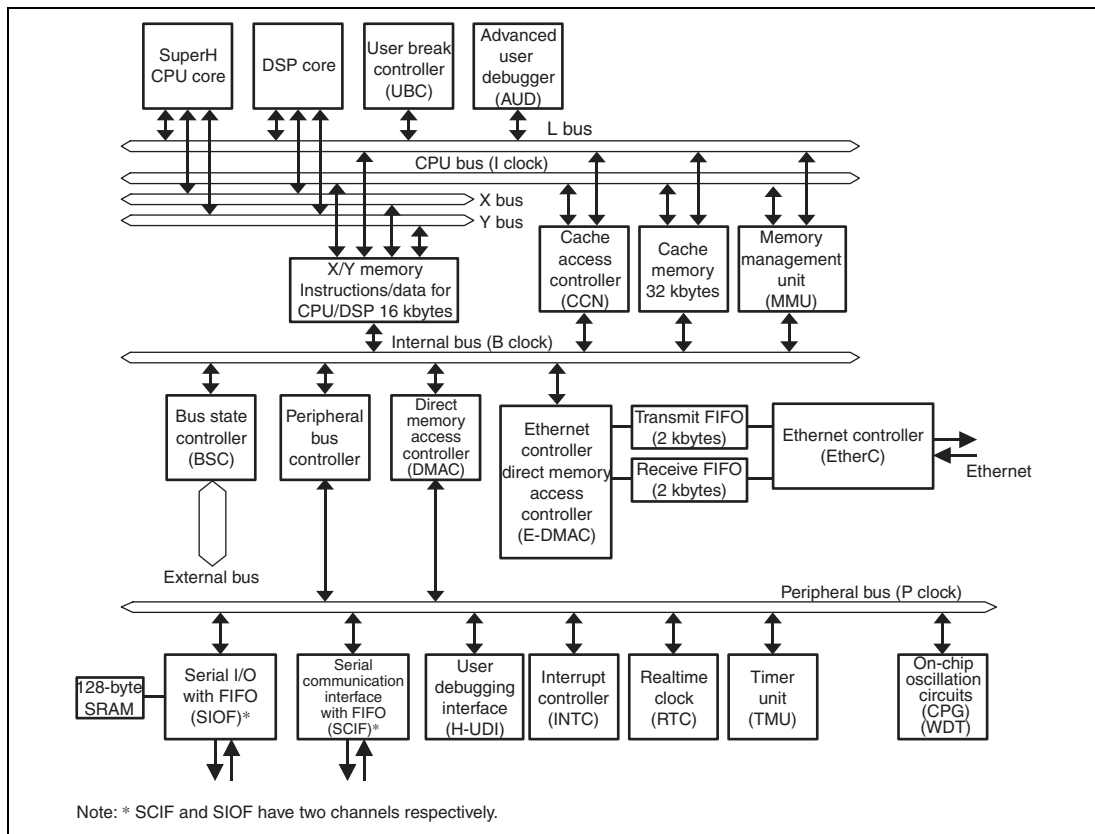 SuperH
CPU core
DSP core
User break
controller
(UBC)
Advanced
user
debugger
(AUD)
L bus
CPU bus (I clock)
X bus
Y bus
X/Y memory
Instructions/data for
CPU/DSP 16 kbytes
Cache
access
controller
(CCN)
Cache
memory
32 kbytes
Memory
management
unit
(MMU)
Internal bus (B clock)
Bus state
controller
(BSC)
Peripheral
bus
controller
Direct
memory
access
controller
(DMAC)
Ethernet
controller
direct memory
access
controller
(E-DMAC)
Transmit FIFO
(2 kbytes)
Receive FIFO
(2 kbytes)
Ethernet controller
(EtherC)
Ethernet
External bus
Peripheral bus (P clock)
128-byte
SRAM
Serial I/O
with FIFO
(SIOF)*
Serial
communication
interface
with FIFO
(SCIF)*
User
debugging
interface
(H-UDI)
Interrupt
controller
(INTC)
Realtime
clock
(RTC)
Timer
unit
(TMU)
On-chip
oscillation
circuits
(CPG)
(WDT)
Note: * SCIF and SIOF have two channels respectively.